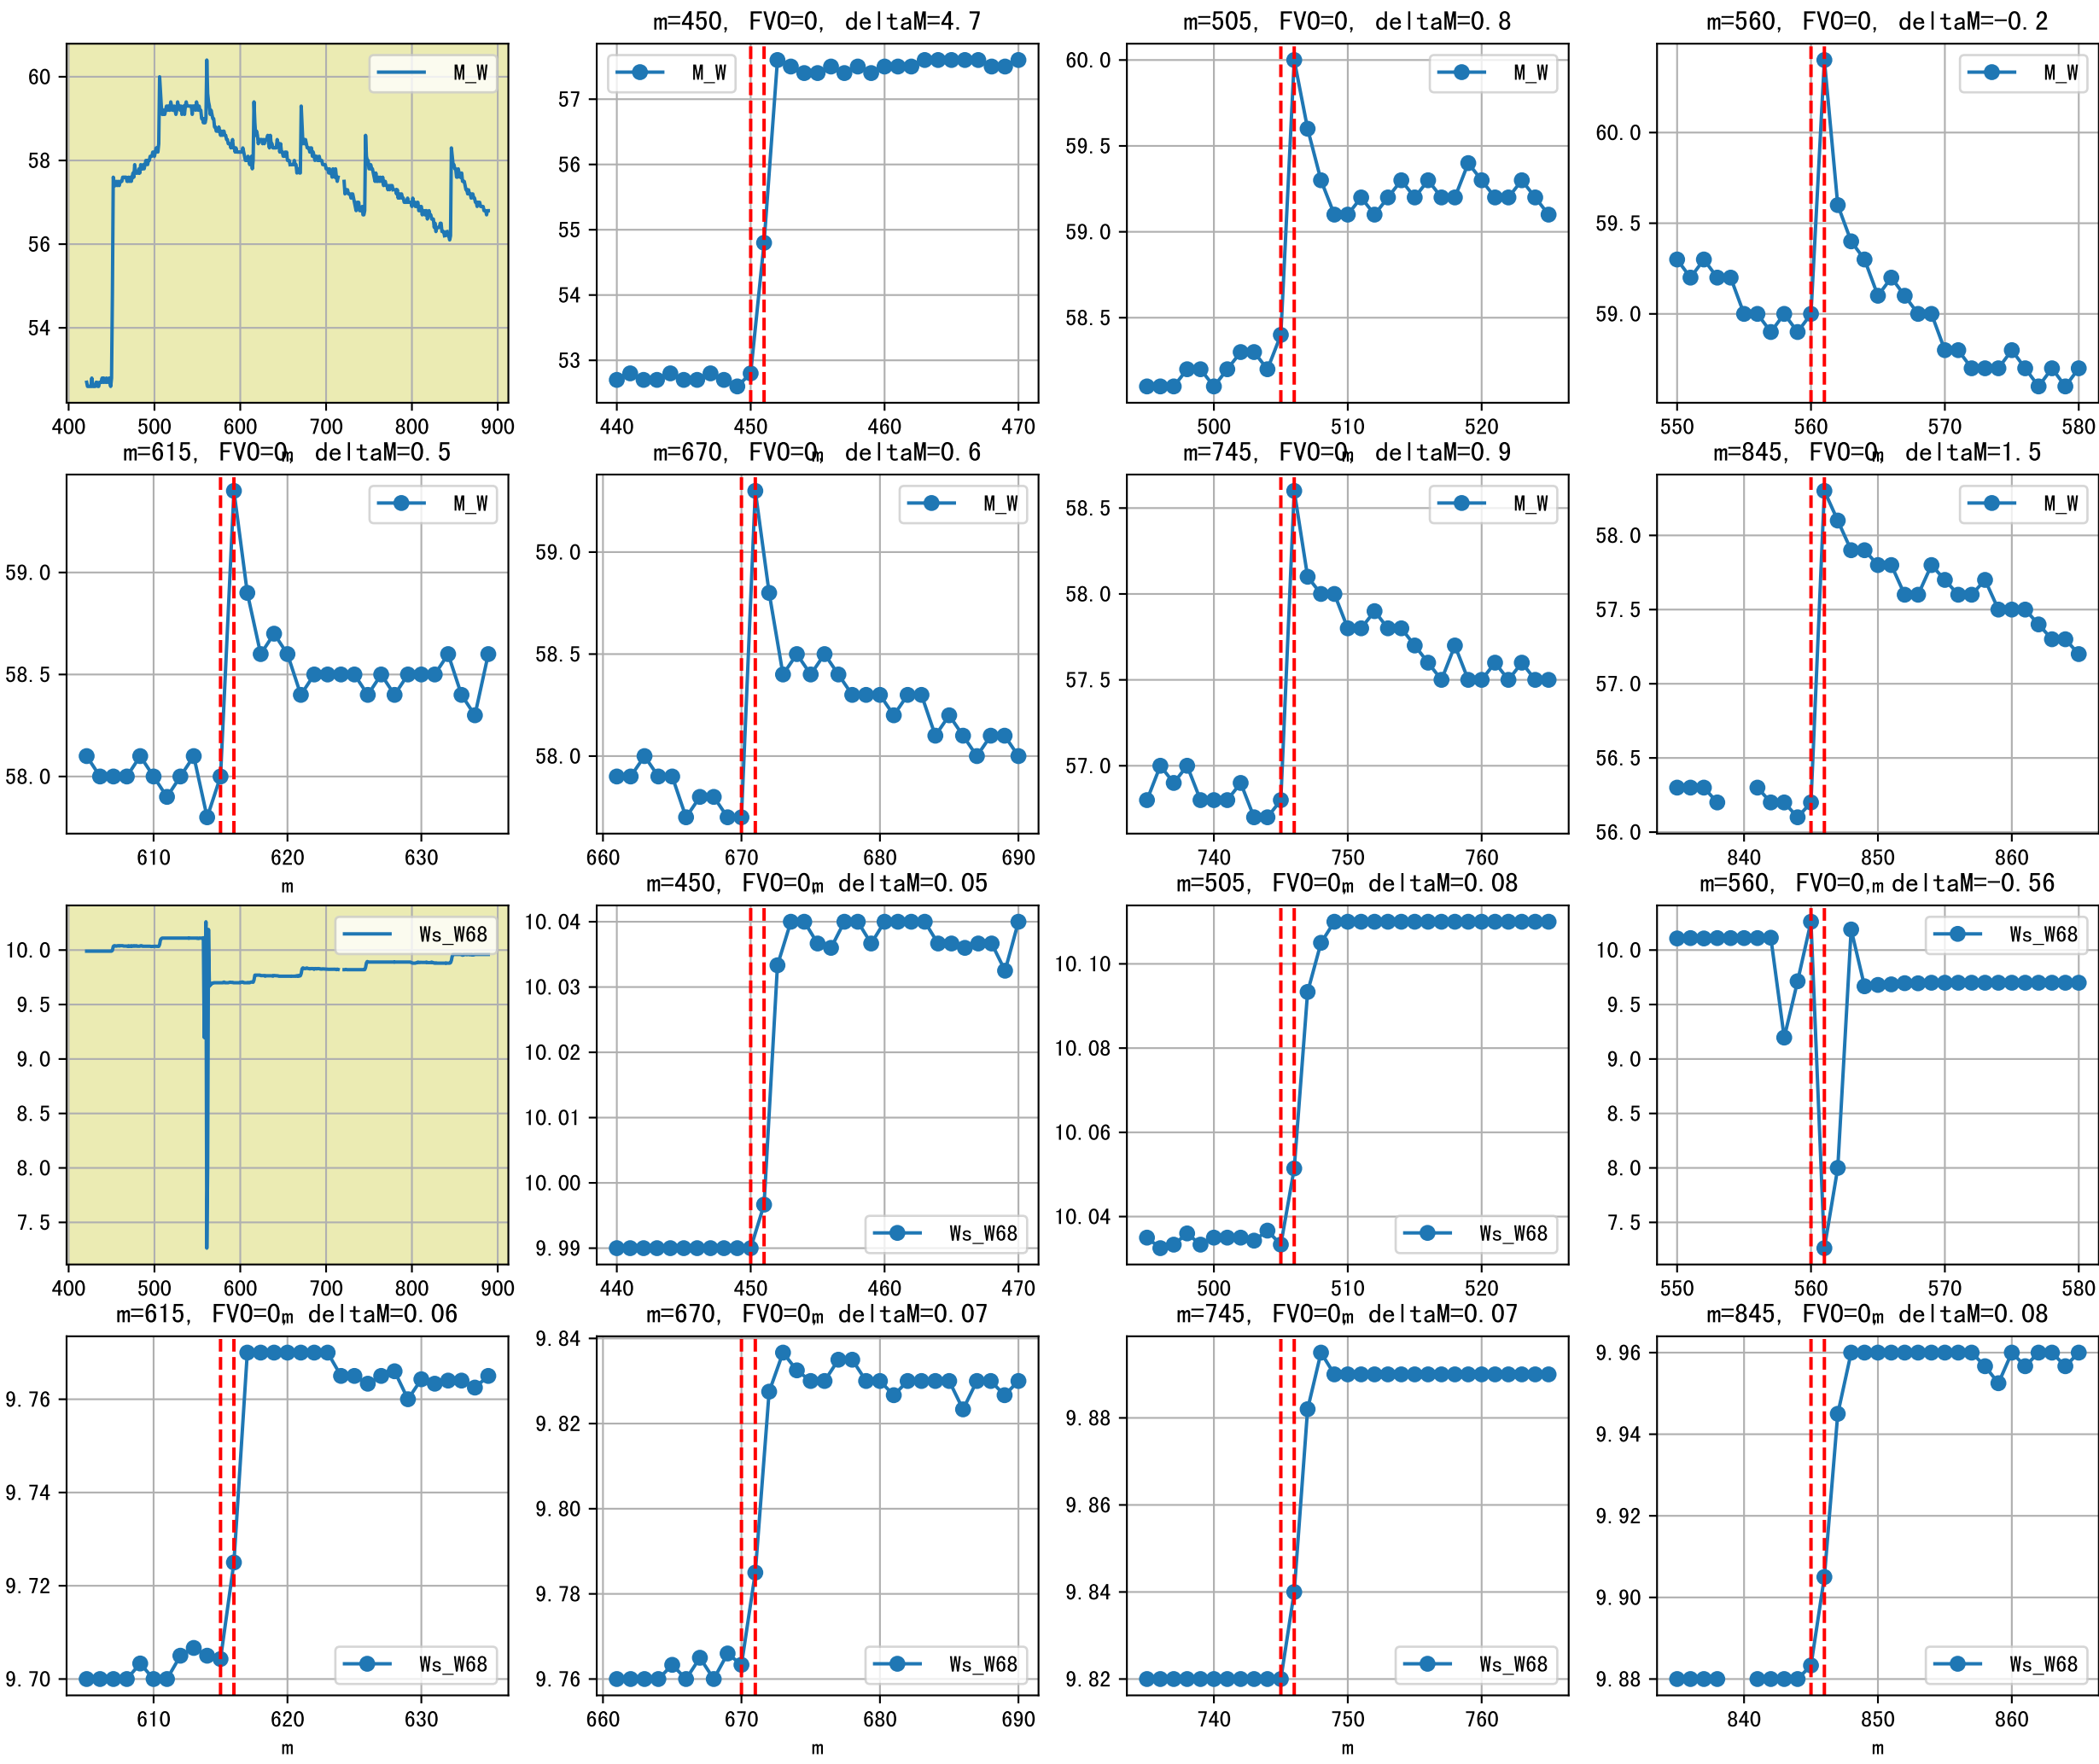 m=450, FVO=0, deltaM=4.7
m=505, FVO=0, deltaM=0.8
m=560, FVO=0, deltaM=-0.2
M_W
M_W
M_W
M_W
60
58
56
54
57
56
55
54
53
60.0
59.5
59.0
58.5
60.0
59.5
59.0
400 500 600 700 800 900
440 450 460 470
500 510 520
550 560 570 580
m
m
m
m
m=615, FVO=0, deltaM=0.5
m=670, FVO=0, deltaM=0.6
m=745, FVO=0, deltaM=0.9
m=845, FVO=0, deltaM=1.5
M_W
M_W
M_W
M_W
59.0
58.5
58.0
59.0
58.5
58.0
58.5
58.0
57.5
57.0
58.0
57.5
57.0
56.5
56.0
610 620 630
660 670 680 690
740 750 760
840 850 860
m
m
m
m
m=450, FVO=0, deltaM=0.05
m=505, FVO=0, deltaM=0.08
m=560, FVO=0, deltaM=-0.56
Ws_W68
Ws_W68
Ws_W68
Ws_W68
10.0
9.5
9.0
8.5
8.0
7.5
10.04
10.03
10.02
10.01
10.00
9.99
10.10
10.08
10.06
10.04
10.0
9.5
9.0
8.5
8.0
7.5
400 500 600 700 800 900
440 450 460 470
500 510 520
550 560 570 580
m
m
m
m=615, FVO=0, deltaM=0.06
m=670, FVO=0, deltaM=0.07
m=745, FVO=0, deltaM=0.07
m=845, FVO=0, deltaM=0.08
Ws_W68
Ws_W68
Ws_W68
Ws_W68
9.76
9.74
9.72
9.70
9.84
9.82
9.80
9.78
9.76
9.88
9.86
9.84
9.82
9.96
9.94
9.92
9.90
9.88
610 620 630
660 670 680 690
740 750 760
840 850 860
m
m
m
m